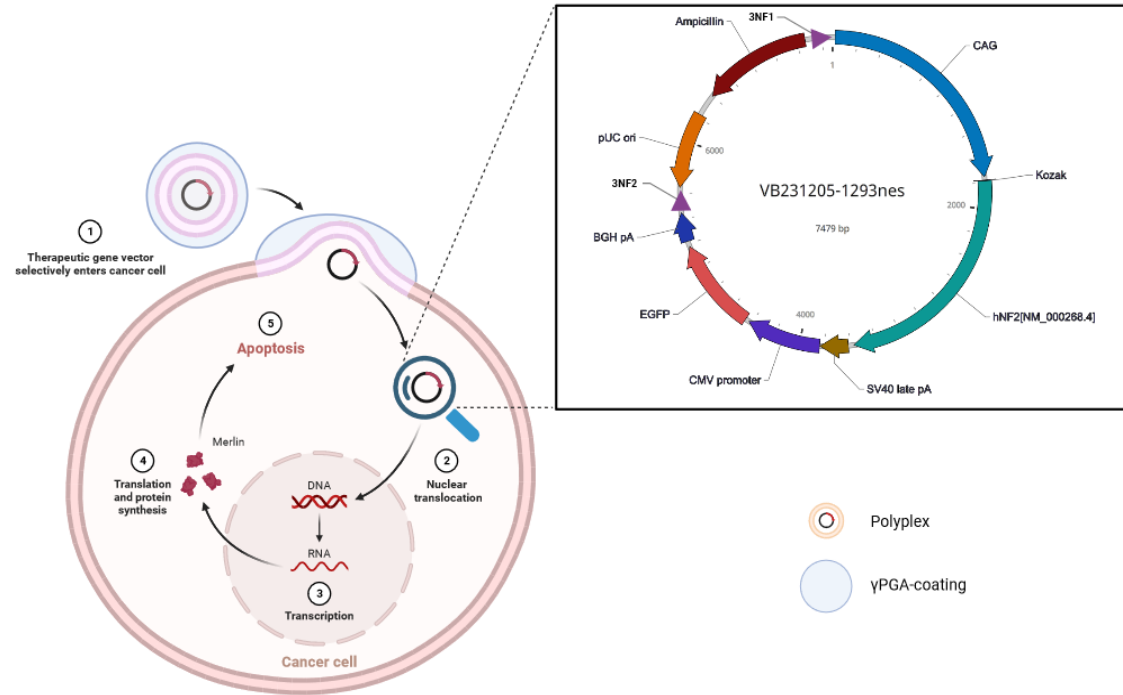 1
Therapeutic gene vector
selectively enters cancer cell
5
Apoptosis
Merlin
4
Translation
and protein
synthesis
2
Nuclear
translocation
DNA
RNA
3
Transcription
Cancer cell
3NF1
Ampicillin
CAG
1
pUC ori
6000
Kozak
3NF2
VB231205-1293nes
2000
7479 bp
BGH pA
EGFP
4000
hNF2[NM_000268.4]
CMV promoter
SV40 late pA
Polyplex
γPGA-coating